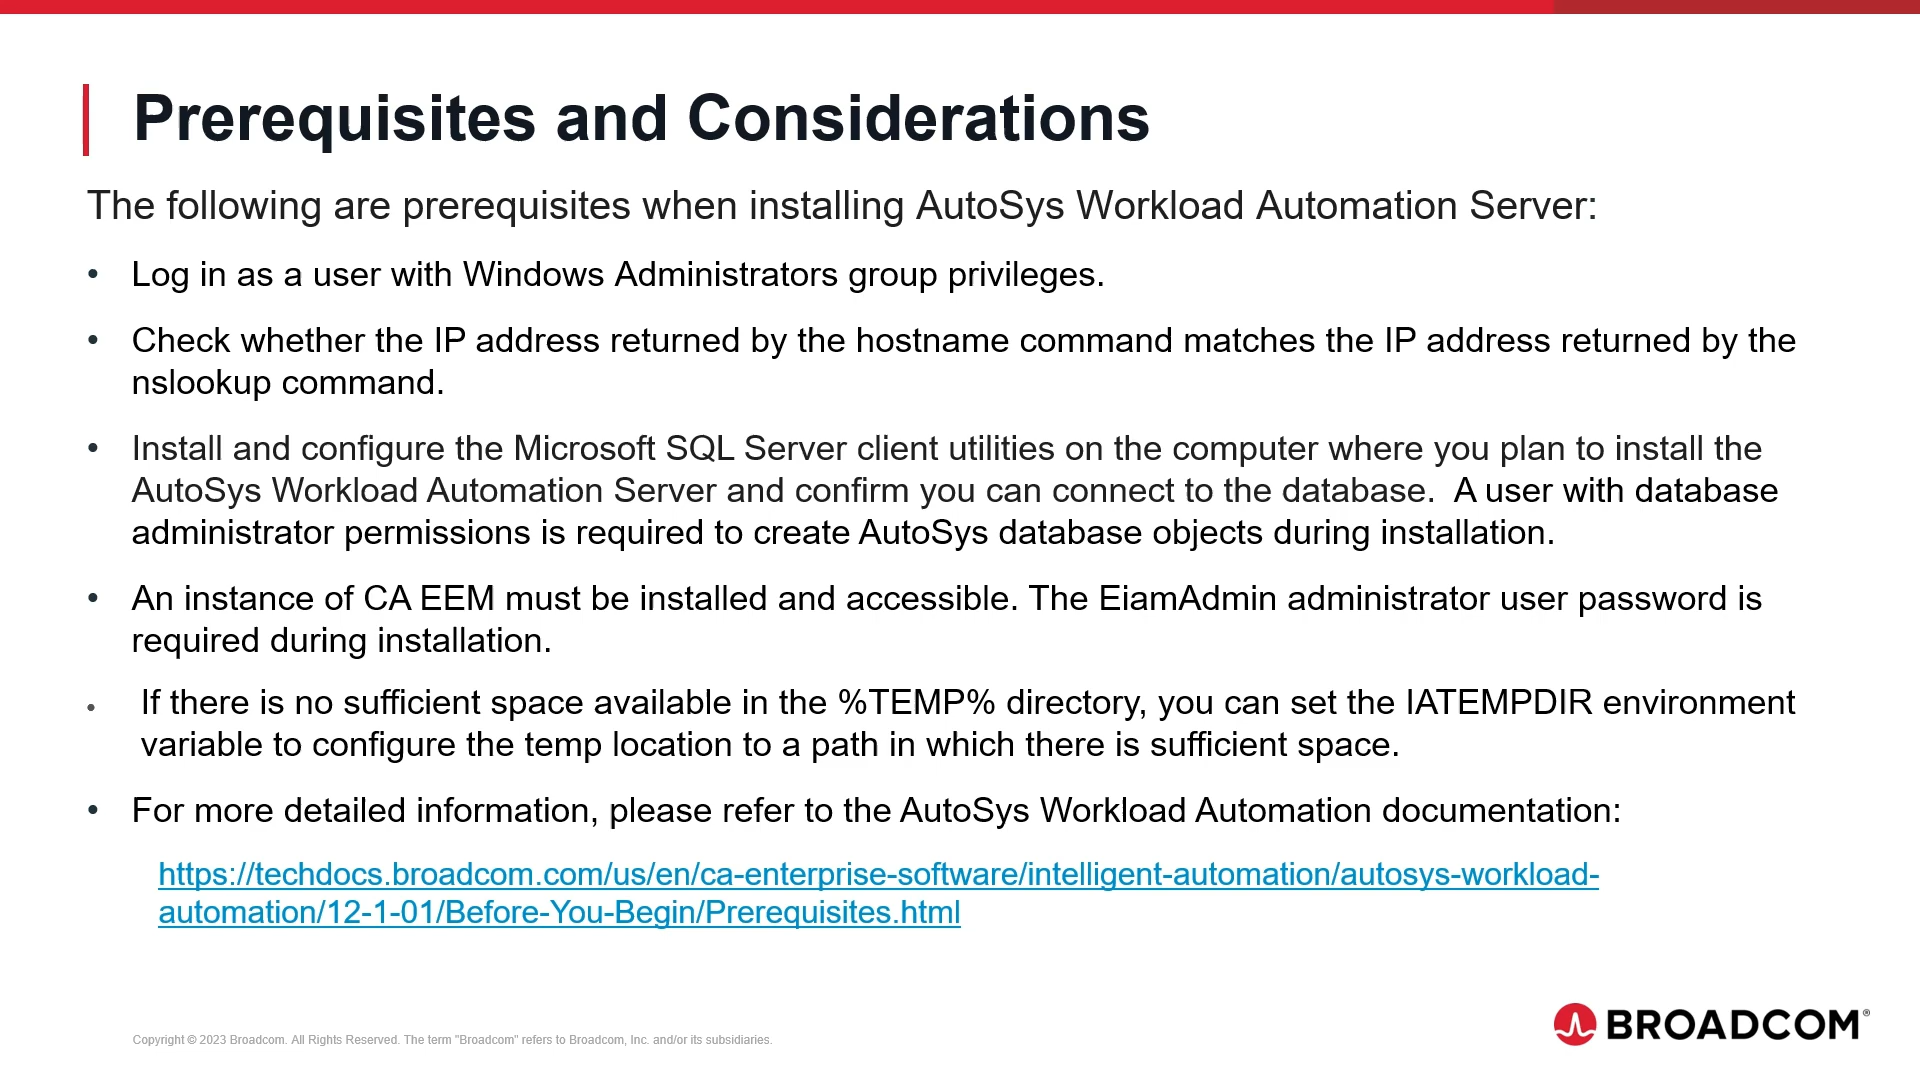 Prerequisites and Considerations
The following are prerequisites when installing AutoSys Workload Automation Server:
• Log in as a user with Windows Administrators group privileges.
• Check whether the IP address returned by the hostname command matches the IP address returned by the
nslookup command.
• Install and configure the Microsoft SQL Server client utilities on the computer where you plan to install the
AutoSys Workload Automation Server and confirm you can connect to the database.  A user with database
administrator permissions is required to create AutoSys database objects during installation.
• An instance of CA EEM must be installed and accessible. The EiamAdmin administrator user password is
required during installation.
• If there is no sufficient space available in the %TEMP% directory, you can set the IATEMPDIR environment
variable to configure the temp location to a path in which there is sufficient space.
• For more detailed information, please refer to the AutoSys Workload Automation documentation:
https://techdocs.broadcom.com/us/en/ca-enterprise-software/intelligent-automation/autosys-workload-
automation/12-1-01/Before-You-Begin/Prerequisites.html
Copyright © 2023 Broadcom. All Rights Reserved. The term "Broadcom" refers to Broadcom, Inc. and/or its subsidiaries.
BROADCOM®